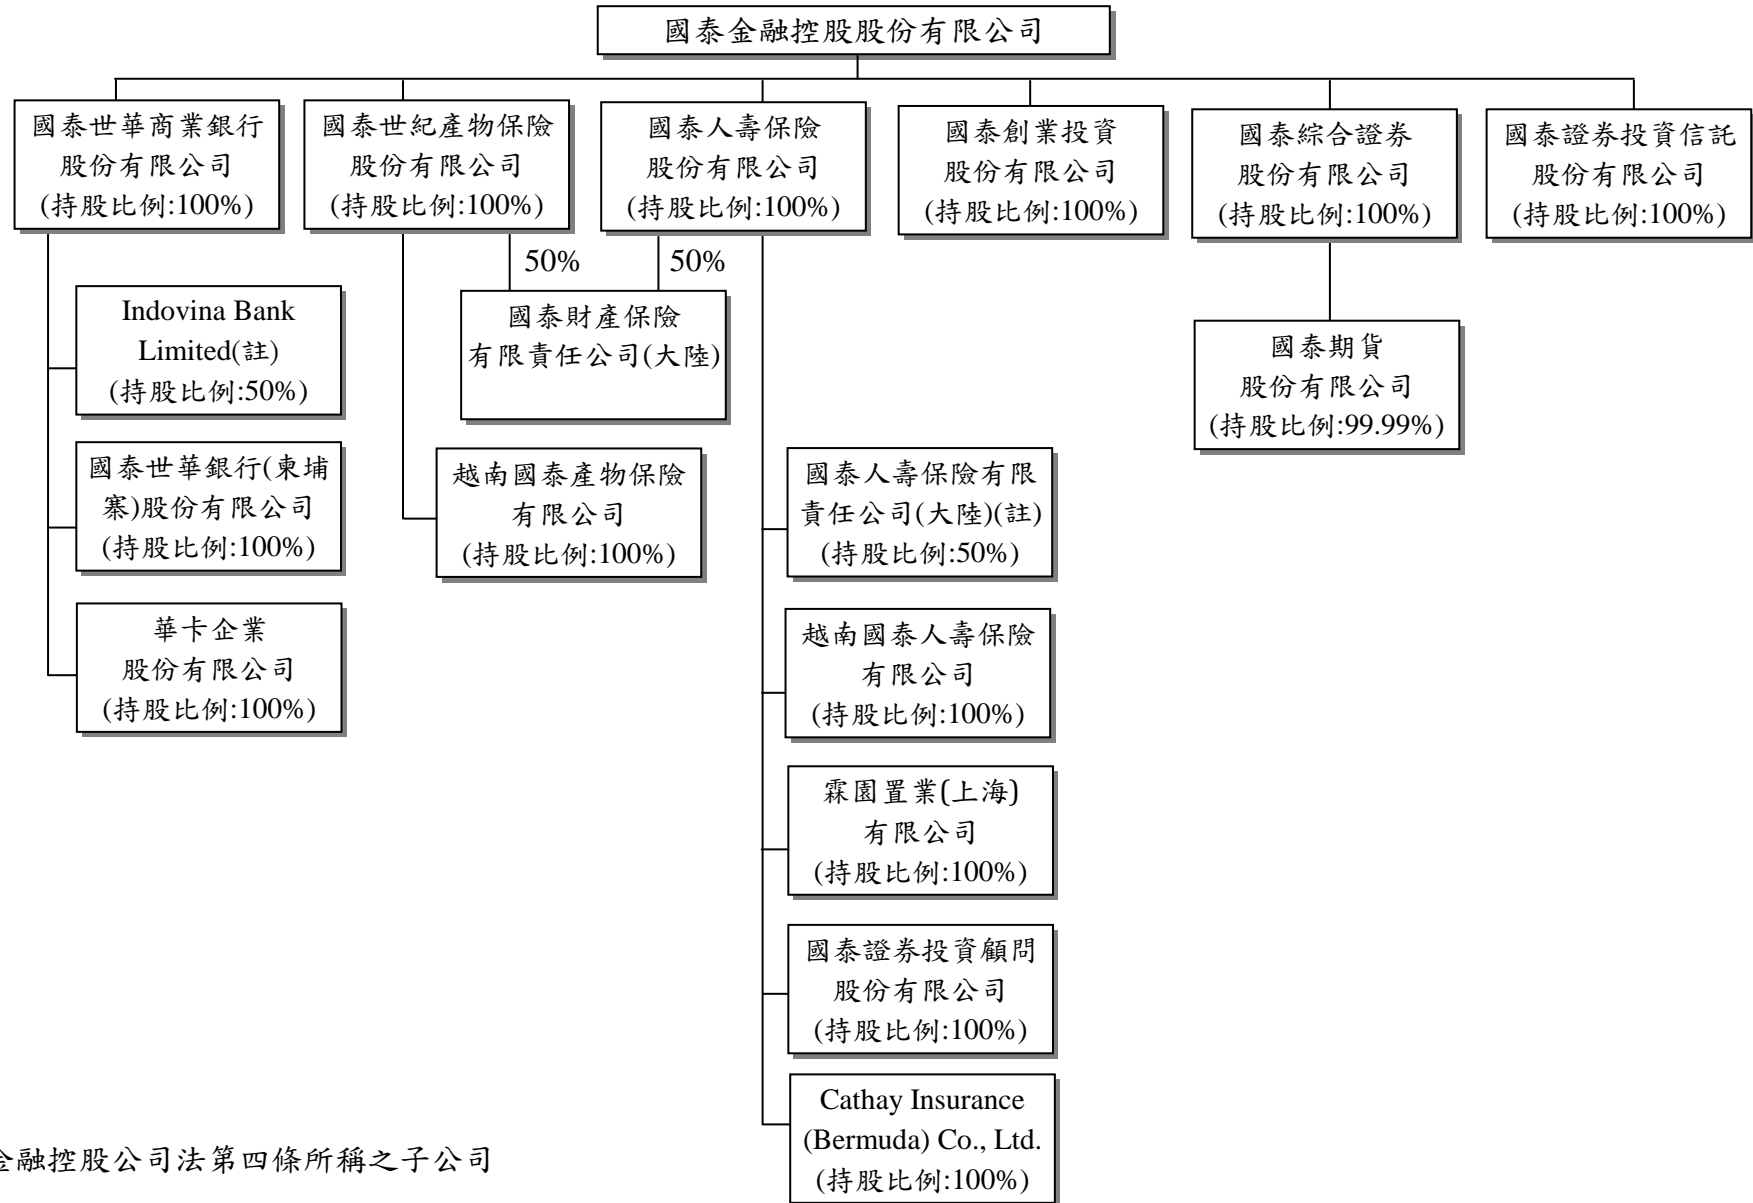 國泰金融控股股份有限公司
國泰世華商業銀行
股份有限公司
(持股比例:100%)
國泰世紀產物保險
股份有限公司
(持股比例:100%)
國泰人壽保險
股份有限公司
(持股比例:100%)
國泰創業投資
股份有限公司
(持股比例:100%)
國泰綜合證券
股份有限公司
(持股比例:100%)
國泰證券投資信託
股份有限公司
(持股比例:100%)
50%
50%
Indovina Bank
Limited(註)
(持股比例:50%)
國泰財產保險
有限責任公司(大陸)
國泰期貨
股份有限公司
(持股比例:99.99%)
國泰世華銀行(柬埔
寨)股份有限公司
(持股比例:100%)
越南國泰產物保險
有限公司
(持股比例:100%)
國泰人壽保險有限
責任公司(大陸)(註)
(持股比例:50%)
華卡企業
股份有限公司
(持股比例:100%)
越南國泰人壽保險
有限公司
(持股比例:100%)
霖園置業(上海)
有限公司
(持股比例:100%)
國泰證券投資顧問
股份有限公司
(持股比例:100%)
Cathay Insurance
(Bermuda) Co., Ltd.
(持股比例:100%)
金融控股公司法第四條所稱之子公司